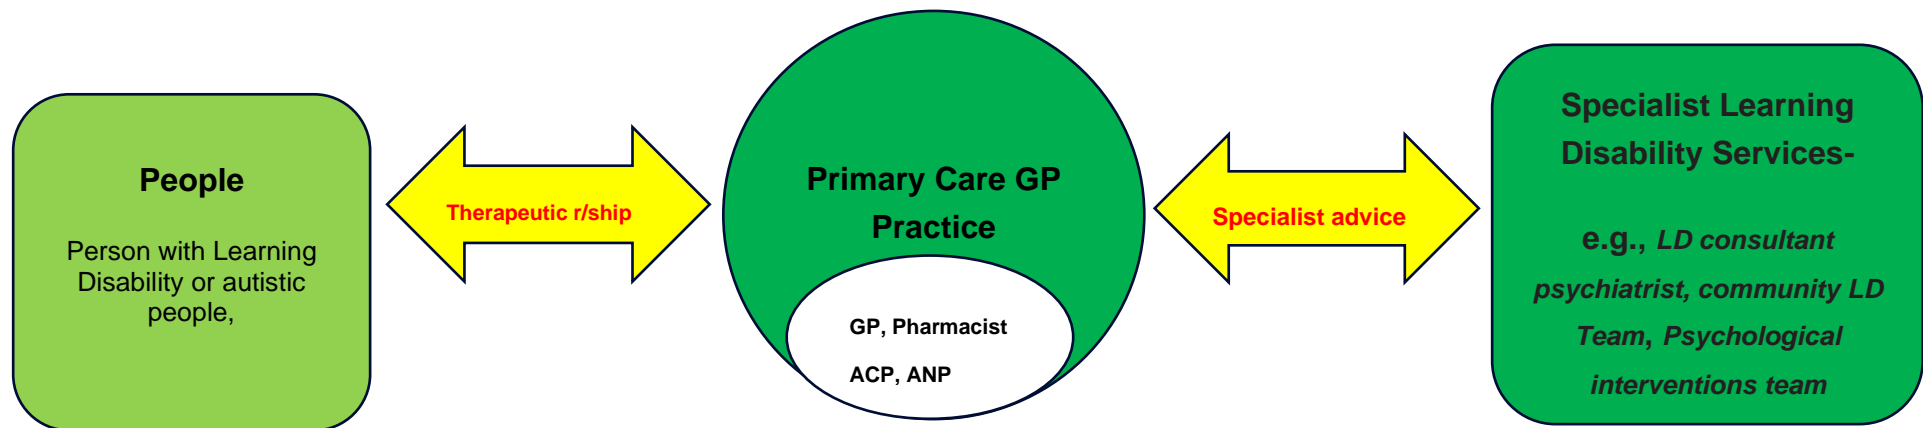 People
Person with Learning
Disability or autistic
people,
Therapeutic r/ship
Primary Care GP
Practice
GP, Pharmacist
ACP, ANP
Specialist advice
Specialist Learning
Disability Services-
e.g., LD consultant
psychiatrist, community LD
Team, Psychological
interventions team